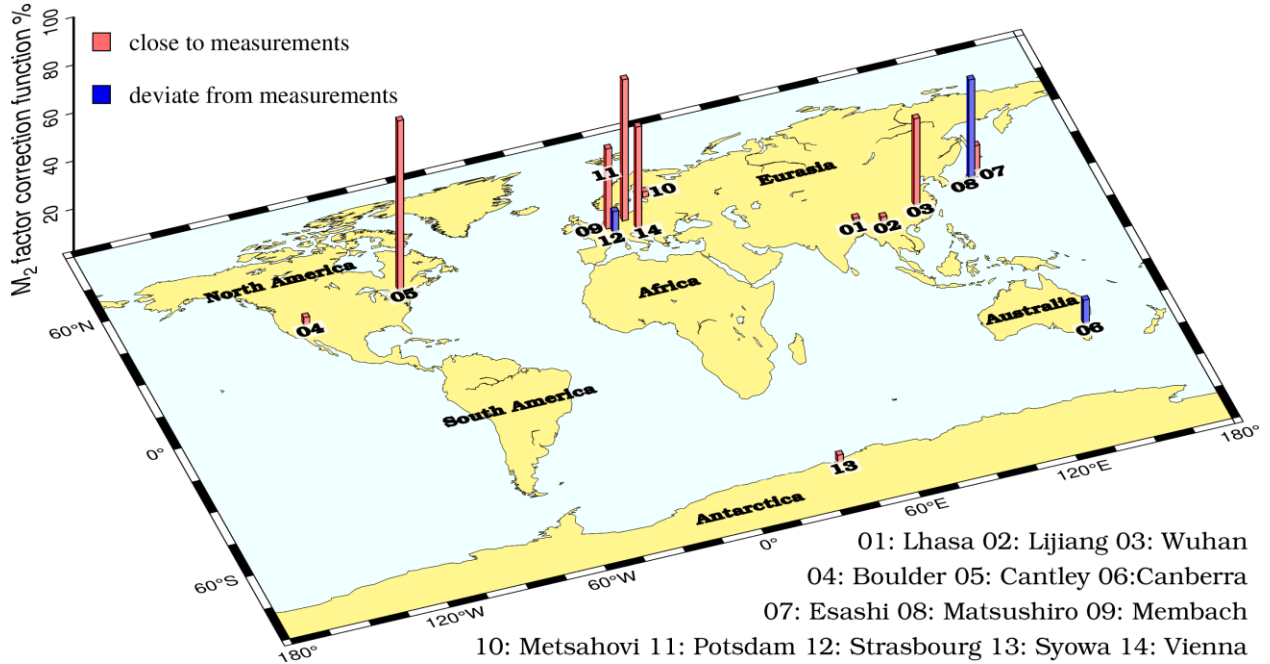 M₂ factor correction function %
100
80
60
40
20
close to measurements
deviate from measurements
11
10
Eurasia
07
08
09
12
14
01
02
03
North America
05
04
Africa
Australia
06
South America
13
Antarctica
60°N
0°
60°S
180°
120°W
60°W
0°
60°E
120°E
180°
01: Lhasa 02: Lijiang 03: Wuhan
04: Boulder 05: Cantley 06:Canberra
07: Esashi 08: Matsushiro 09: Membach
10: Metsahovi 11: Potsdam 12: Strasbourg 13: Syowa 14: Vienna